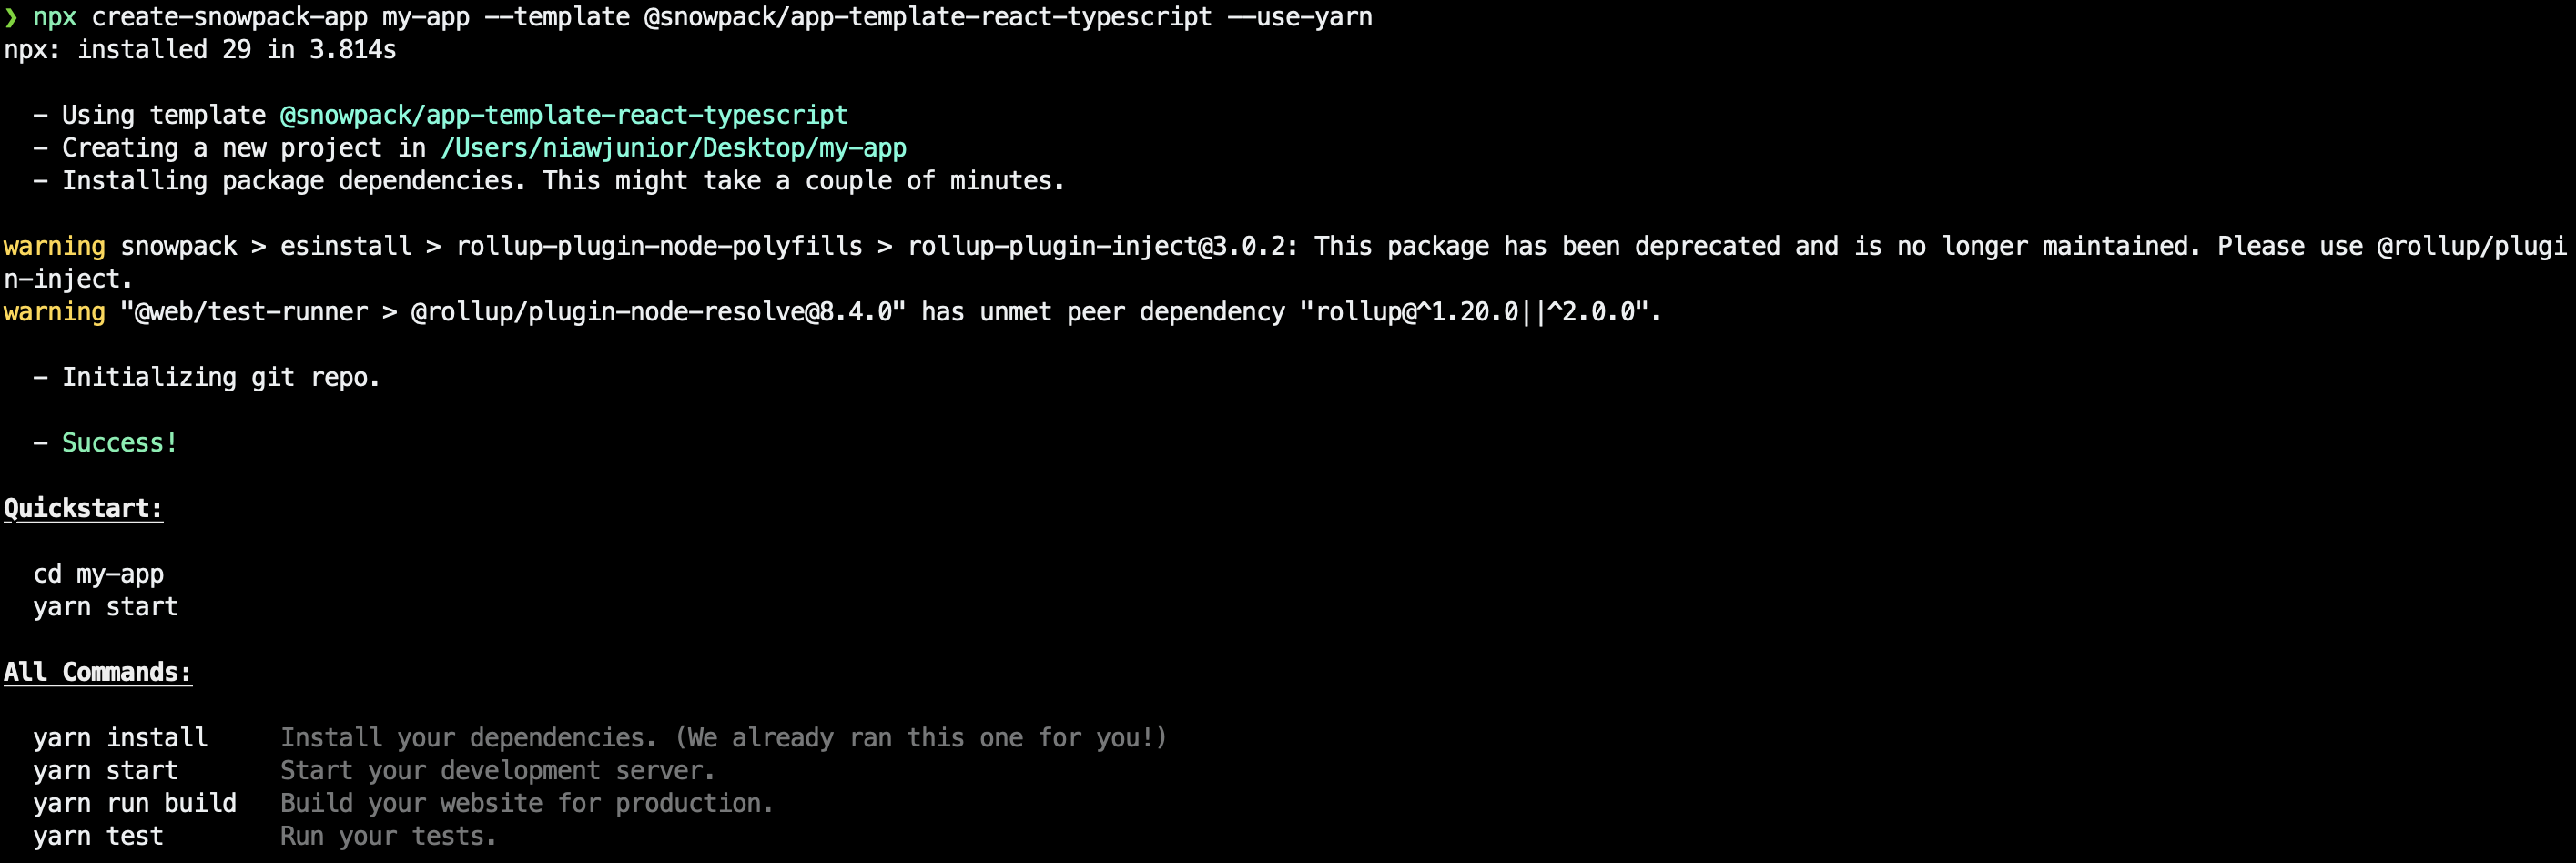 ❯ npx create-snowpack-app my-app --template @snowpack/app-template-react-typescript --use-yarn
npx: installed 29 in 3.814s
– Using template @snowpack/app-template-react-typescript
– Creating a new project in /Users/niawjunior/Desktop/my-app
– Installing package dependencies. This might take a couple of minutes.
warning snowpack > esinstall > rollup-plugin-node-polyfills > rollup-plugin-inject@3.0.2: This package has been deprecated and is no longer maintained. Please use @rollup/plugi
n-inject.
warning "@web/test-runner > @rollup/plugin-node-resolve@8.4.0" has unmet peer dependency "rollup@^1.20.0||^2.0.0".
– Initializing git repo.
– Success!
Quickstart:
cd my-app
yarn start
All Commands:
yarn install Install your dependencies. (We already ran this one for you!)
yarn start Start your development server.
yarn run build Build your website for production.
yarn test Run your tests.